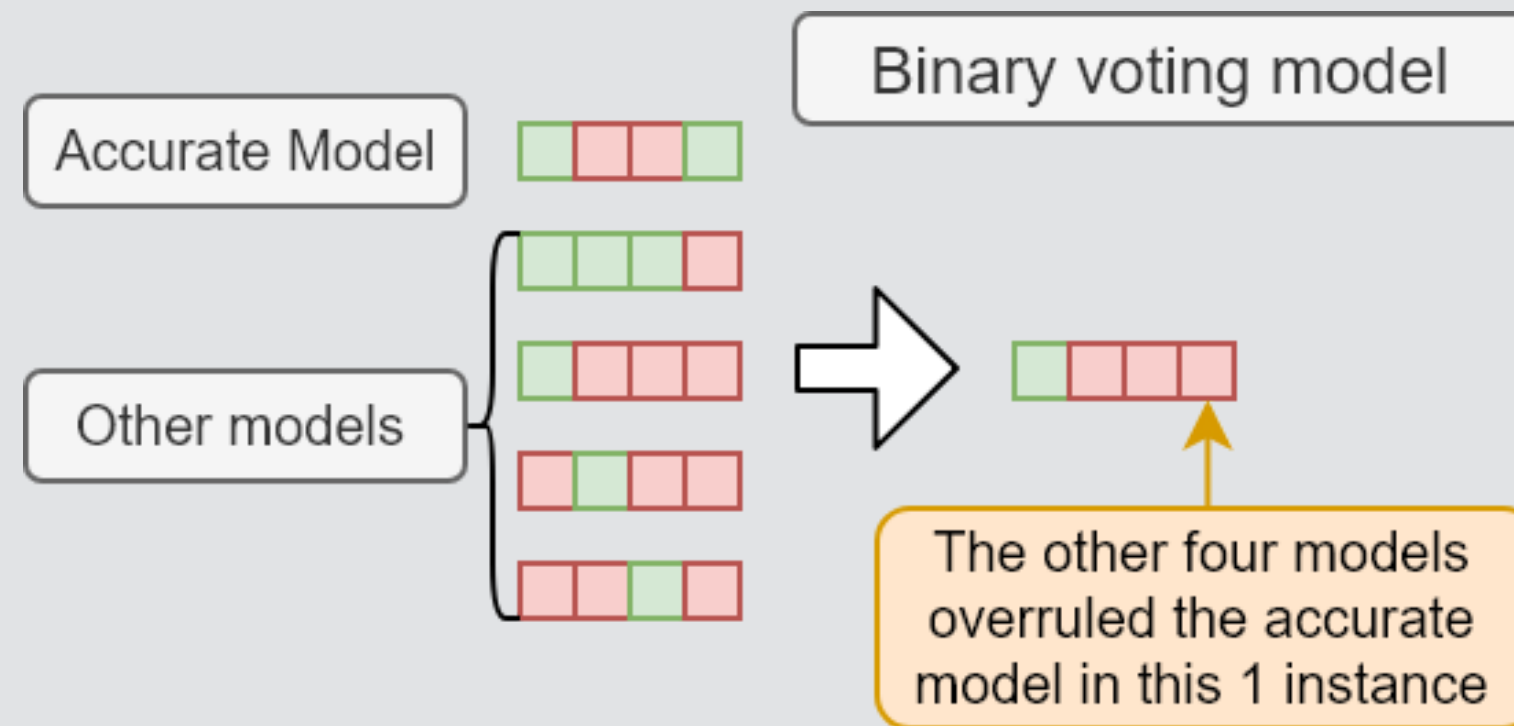 Binary voting model
Accurate Model
Other models
The other four models
overruled the accurate
model in this 1 instance